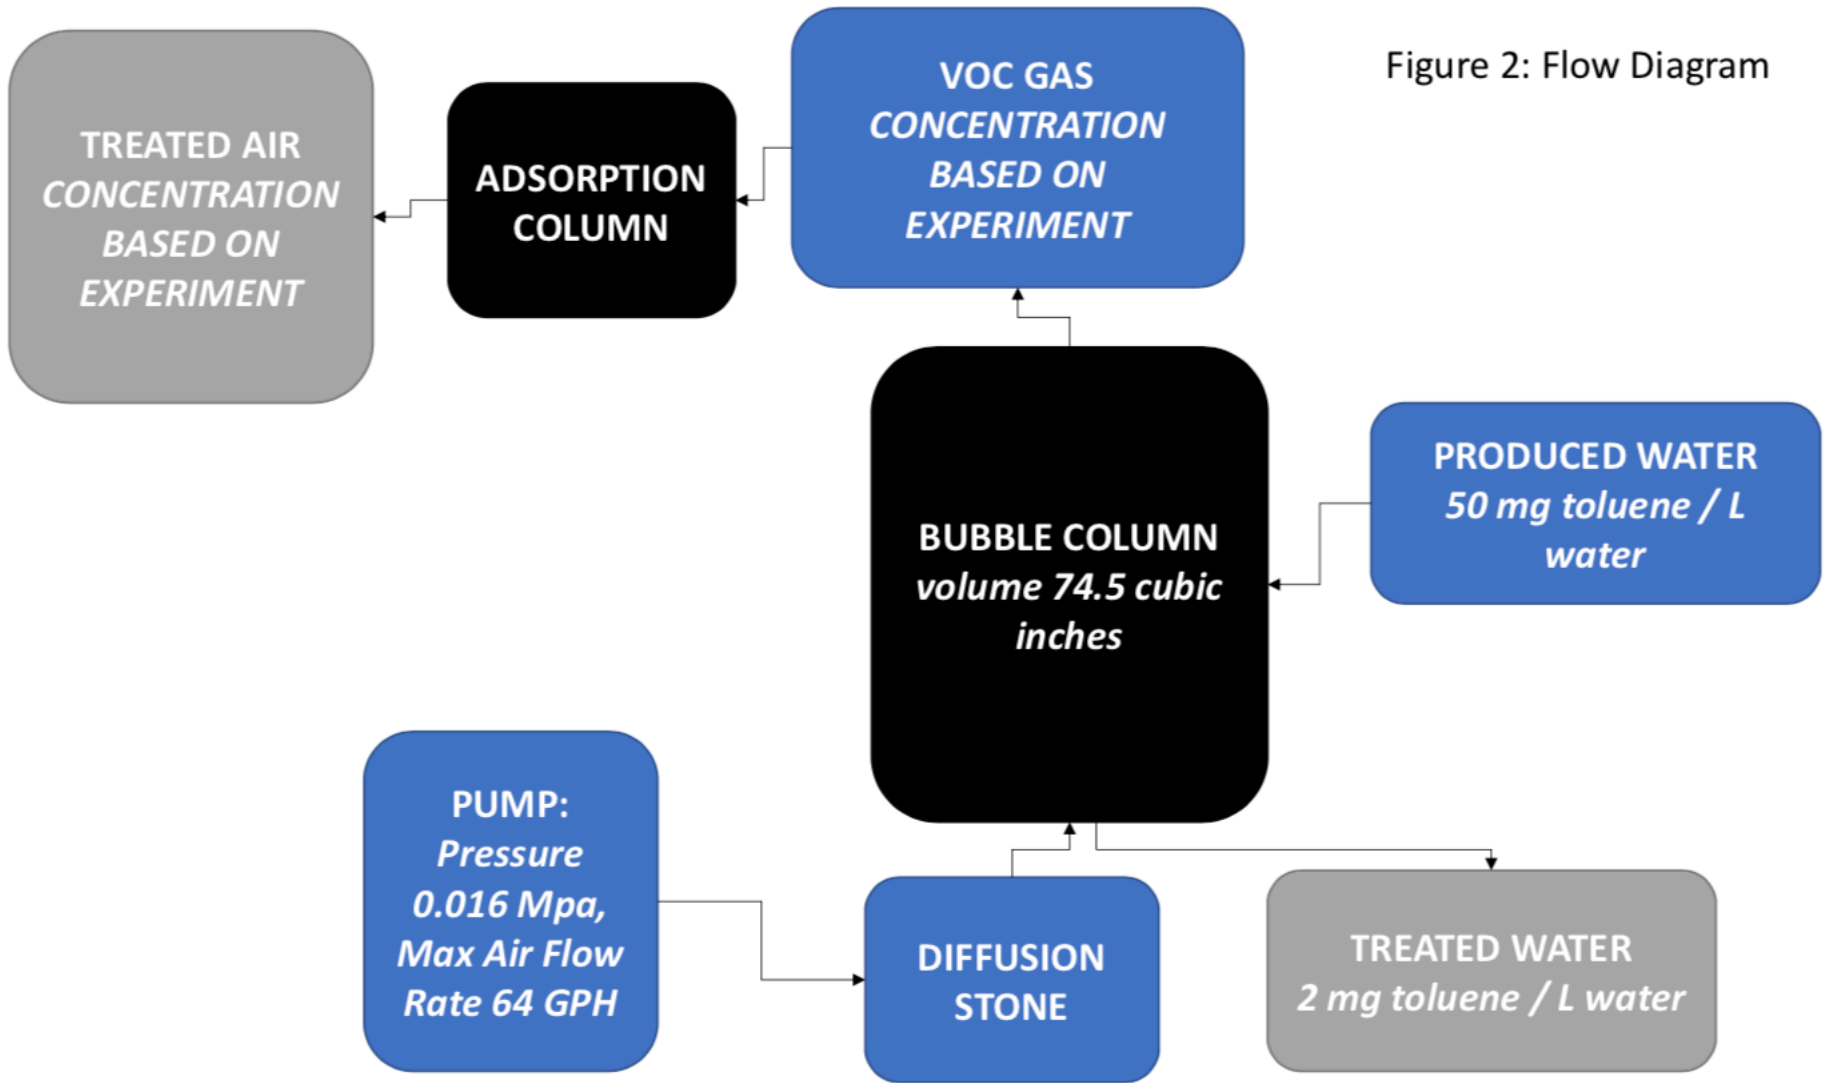 Figure 2: Flow Diagram
TREATED AIR
CONCENTRATION
BASED ON
EXPERIMENT
ADSORPTION
COLUMN
VOC GAS
CONCENTRATION
BASED ON
EXPERIMENT
BUBBLE COLUMN
volume 74.5 cubic
inches
PRODUCED WATER
50 mg toluene / L
water
PUMP:
Pressure
0.016 Mpa,
Max Air Flow
Rate 64 GPH
DIFFUSION
STONE
TREATED WATER
2 mg toluene / L water